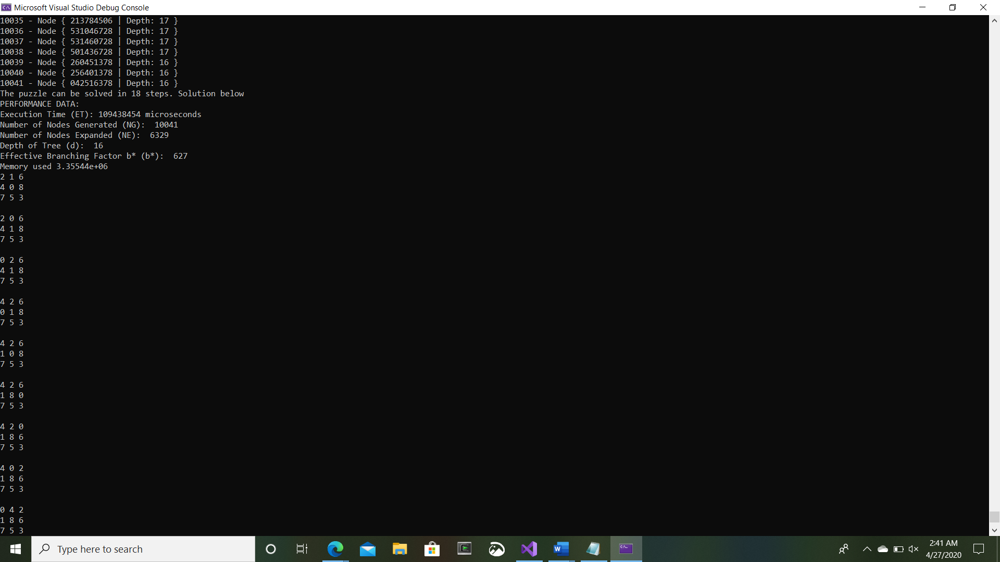 Microsoft Visual Studio Debug Console
10035 - Node { 213784506 | Depth: 17 }
10036 - Node { 531046728 | Depth: 17 }
10037 - Node { 531460728 | Depth: 17 }
10038 - Node { 501436728 | Depth: 17 }
10039 - Node { 260451378 | Depth: 16 }
10040 - Node { 256401378 | Depth: 16 }
10041 - Node { 042516378 | Depth: 16 }
The puzzle can be solved in 18 steps. Solution below
PERFORMANCE DATA:
Execution Time (ET): 109438454 microseconds
Number of Nodes Generated (NG):  10041
Number of Nodes Expanded (NE):  6329
Depth of Tree (d):  16
Effective Branching Factor b* (b*):  627
Memory used 3.35544e+06
2 1 6
4 0 8
7 5 3
2 0 6
4 1 8
7 5 3
0 2 6
4 1 8
7 5 3
4 2 6
0 1 8
7 5 3
4 2 6
1 0 8
7 5 3
4 2 6
1 8 0
7 5 3
4 2 0
1 8 6
7 5 3
4 0 2
1 8 6
7 5 3
0 4 2
1 8 6
7 5 3
Type here to search
2:41 AM
4/27/2020